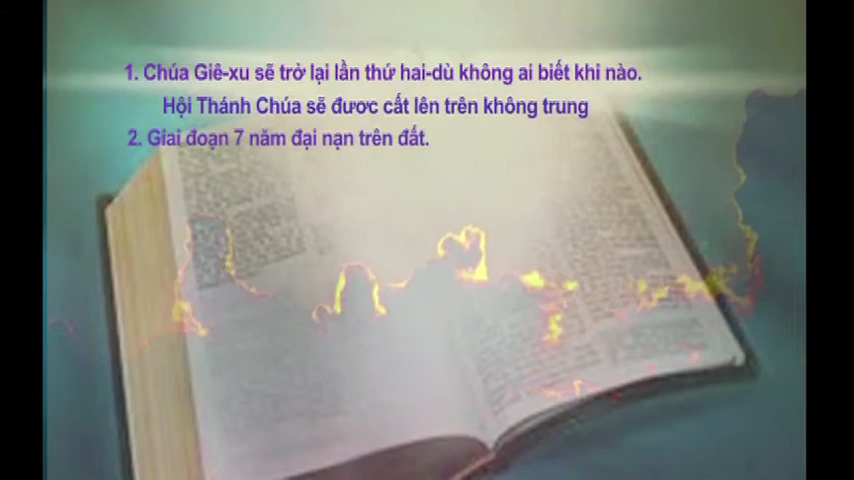 1. Chúa Giê-xu sẽ trở lại lần thứ hai-dù không ai biết khi nào.
Hội Thánh Chúa sẽ đươc cất lên trên không trung
2. Giai đoạn 7 năm đại nạn trên đất.